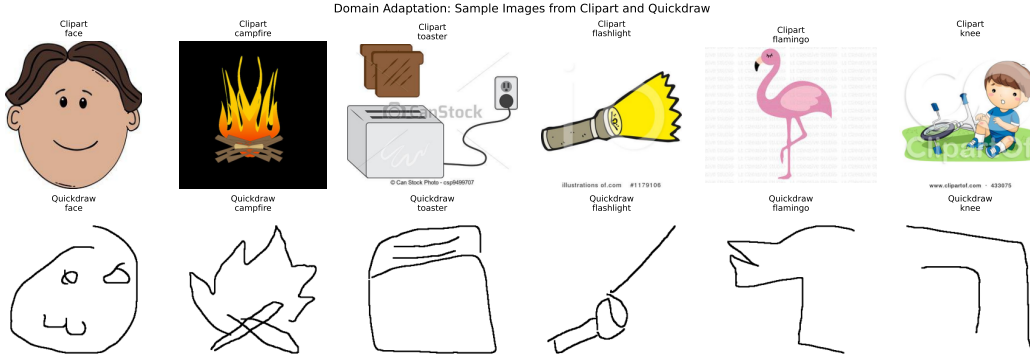 Domain Adaptation: Sample Images from Clipart and Quickdraw
Clipart
face
Clipart
campfire
Clipart
toaster
Clipart
flashlight
Clipart
flamingo
Clipart
knee
CanStock
© Can Stock Photo - csp9499707
illustrations of.com #1179106
ClipartOf
www.clipartof.com - 433075
Quickdraw
face
Quickdraw
campfire
Quickdraw
toaster
Quickdraw
flashlight
Quickdraw
flamingo
Quickdraw
knee